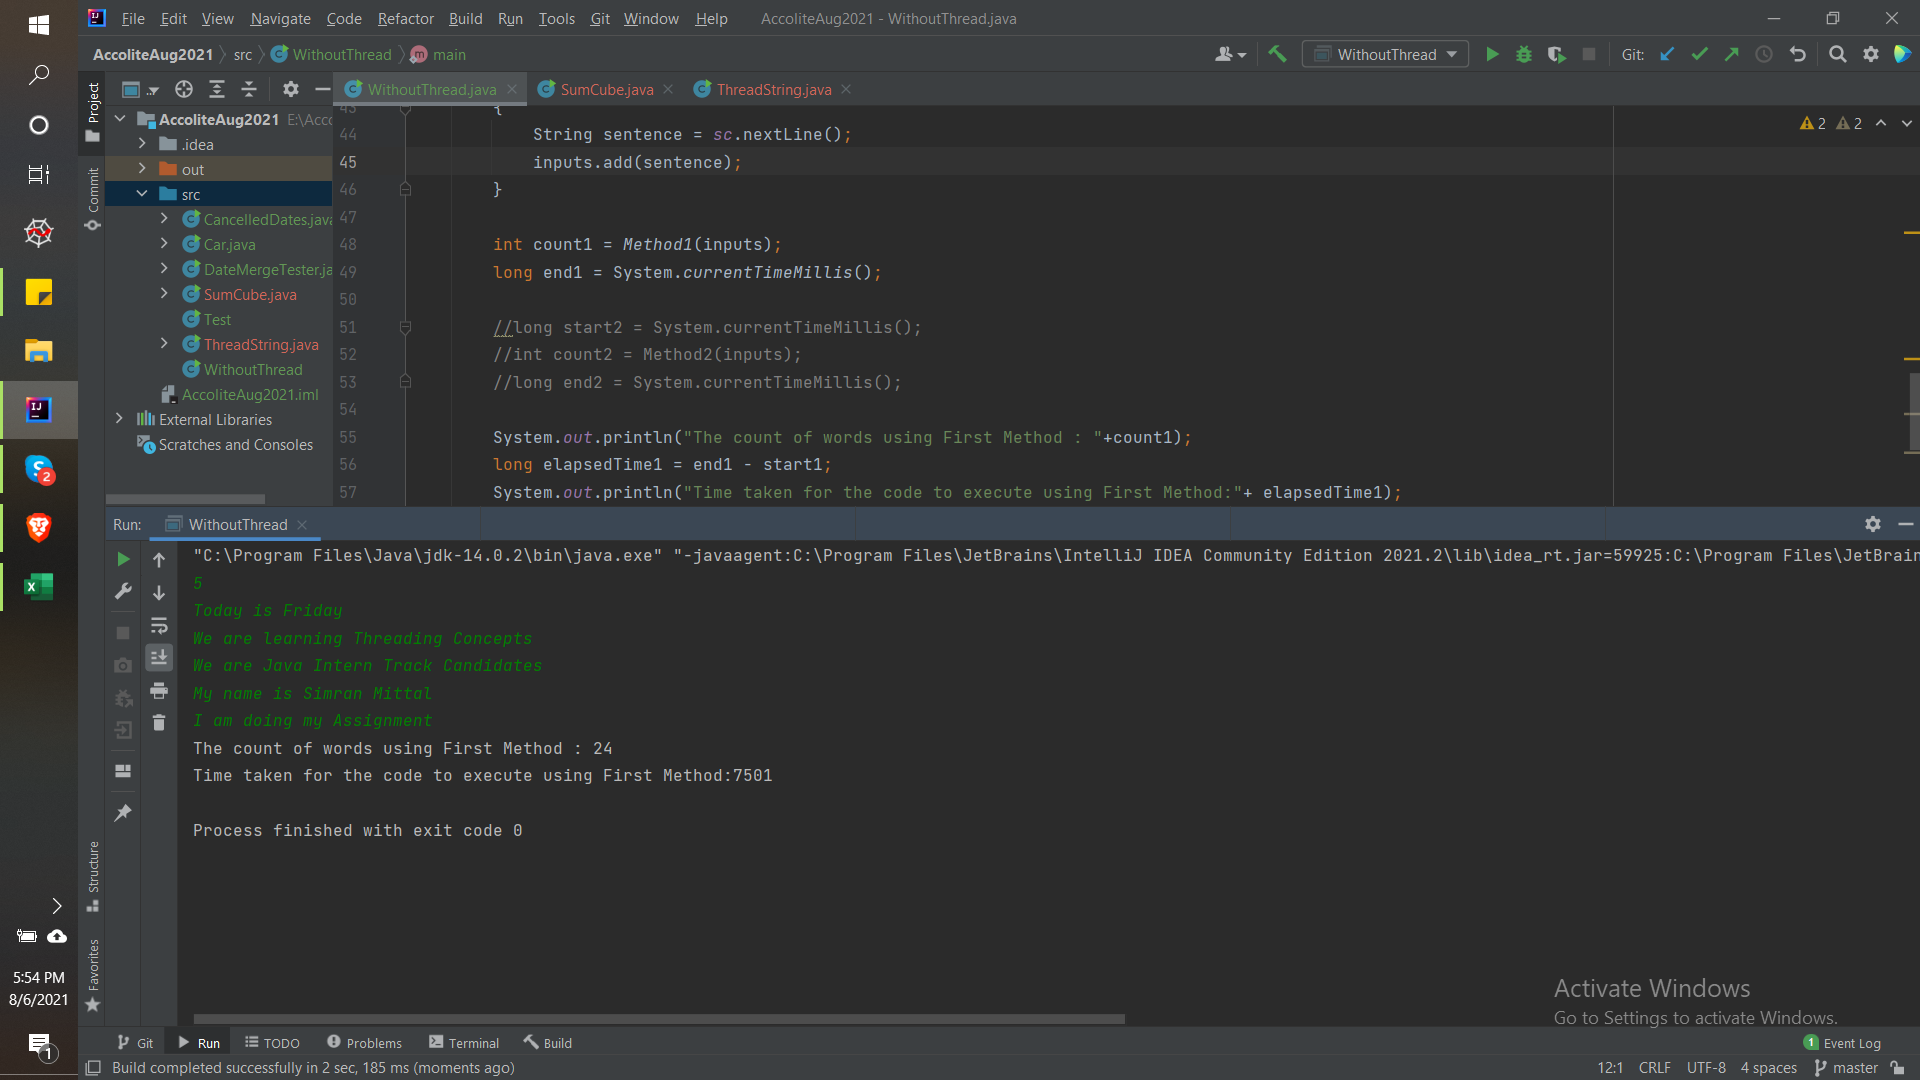 File Edit View Navigate Code Refactor Build Run Tools Git Window Help AccoliteAug2021 - WithoutThread.java
AccoliteAug2021 src WithoutThread main WithoutThread Git:
Project
Commit
Structure
Favorites
WithoutThread.java SumCube.java ThreadString.java
AccoliteAug2021 E:\Acco
.idea
out
src
CancelledDates.java
Car.java
DateMergeTester.ja
SumCube.java
Test
ThreadString.java
WithoutThread
AccoliteAug2021.iml
External Libraries
Scratches and Consoles
2 2
43 {
44 String sentence = sc.nextLine();
45 inputs.add(sentence);
46 }
47
48 int count1 = Method1(inputs);
49 long end1 = System.currentTimeMillis();
50
51 //long start2 = System.currentTimeMillis();
52 //int count2 = Method2(inputs);
53 //long end2 = System.currentTimeMillis();
54
55 System.out.println("The count of words using First Method : "+count1);
56 long elapsedTime1 = end1 - start1;
57 System.out.println("Time taken for the code to execute using First Method:"+ elapsedTime1);
Run: WithoutThread
"C:\Program Files\Java\jdk-14.0.2\bin\java.exe" "-javaagent:C:\Program Files\JetBrains\IntelliJ IDEA Community Edition 2021.2\lib\idea_rt.jar=59925:C:\Program Files\JetBrain
5
Today is Friday
We are learning Threading Concepts
We are Java Intern Track Candidates
My name is Simran Mittal
I am doing my Assignment
The count of words using First Method : 24
Time taken for the code to execute using First Method:7501
Process finished with exit code 0
Activate Windows
Go to Settings to activate Windows.
Git Run TODO Problems Terminal Build 1 Event Log
Build completed successfully in 2 sec, 185 ms (moments ago) 12:1 CRLF UTF-8 4 spaces master
IJ
S 2
5:54 PM
8/6/2021
1